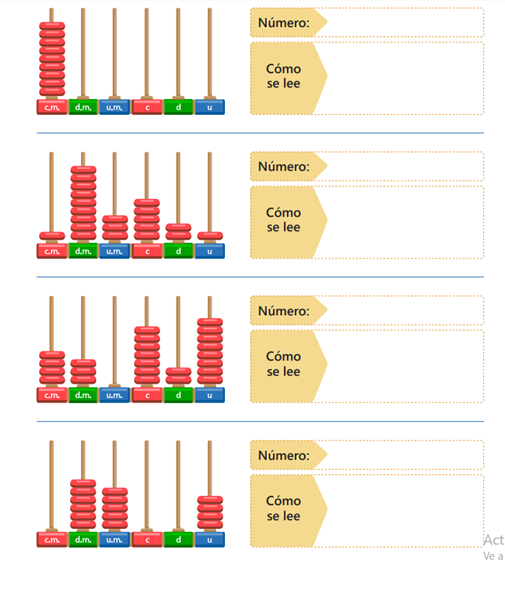 Número:
Cómo
se lee
c.m. d.m. u.m. c d u
Número:
Cómo
se lee
c.m. d.m. u.m. c d u
Número:
Cómo
se lee
c.m. d.m. u.m. c d u
Número:
Cómo
se lee
c.m. d.m. u.m. c d u
Act
Ve a